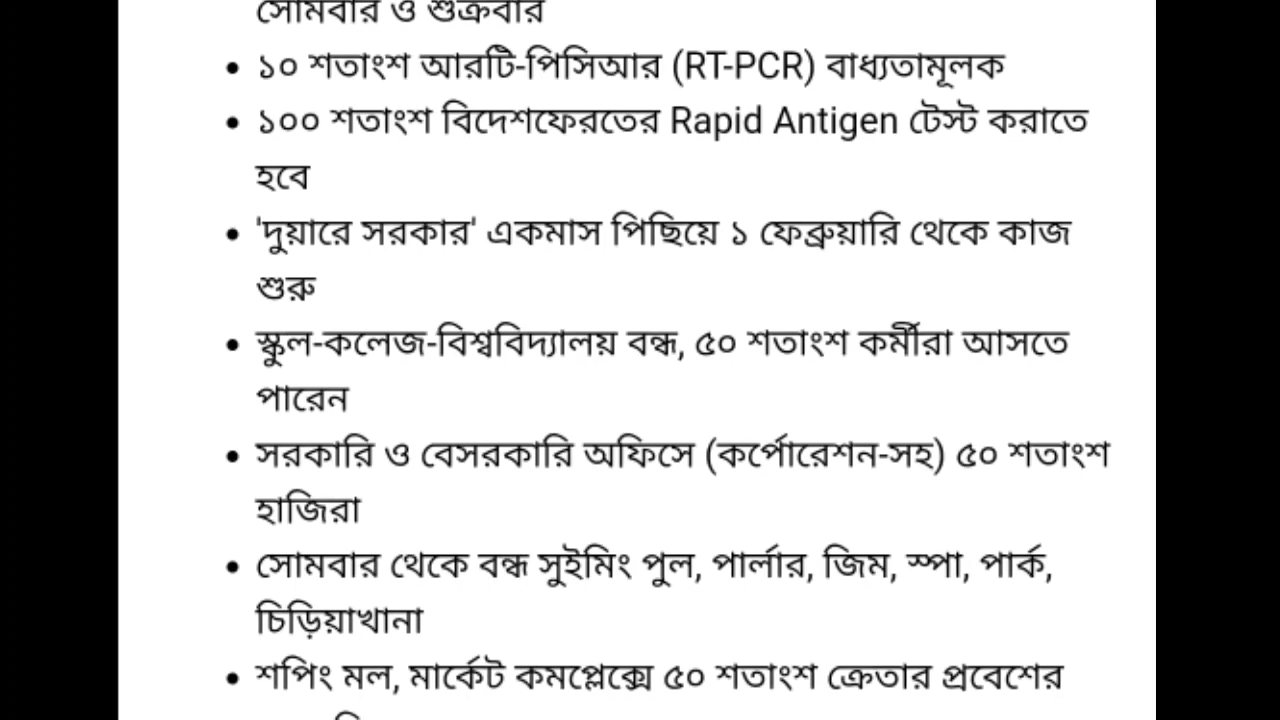 সোমবার ও শুক্রবার
• ১০ শতাংশ আরটি-পিসিআর (RT-PCR) বাধ্যতামূলক
• ১০০ শতাংশ বিদেশফেরতের Rapid Antigen টেস্ট করাতে
হবে
• 'দুয়ারে সরকার' একমাস পিছিয়ে ১ ফেব্রুয়ারি থেকে কাজ
শুরু
• স্কুল-কলেজ-বিশ্ববিদ্যালয় বন্ধ, ৫০ শতাংশ কর্মীরা আসতে
পারেন
• সরকারি ও বেসরকারি অফিসে (কর্পোরেশন-সহ) ৫০ শতাংশ
হাজিরা
• সোমবার থেকে বন্ধ সুইমিং পুল, পার্লার, জিম, স্পা, পার্ক,
চিড়িয়াখানা
• শপিং মল, মার্কেট কমপ্লেক্সে ৫০ শতাংশ ক্রেতার প্রবেশের